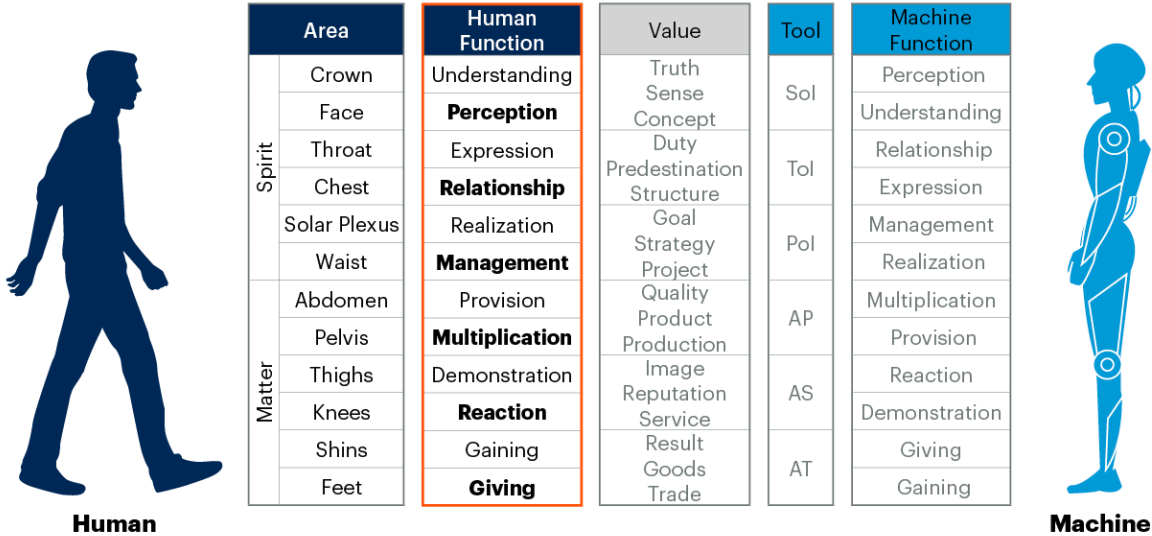 Area
Human
Function
Value
Tool
Machine
Function
Spirit
Crown
Understanding
Truth
Sense
Concept
Sol
Perception
Face
Perception
Understanding
Throat
Expression
Duty
Predestination
Structure
Tol
Relationship
Chest
Relationship
Expression
Solar Plexus
Realization
Goal
Strategy
Project
Pol
Management
Waist
Management
Realization
Matter
Abdomen
Provision
Quality
Product
Production
AP
Multiplication
Pelvis
Multiplication
Provision
Thighs
Demonstration
Image
Reputation
Service
AS
Reaction
Knees
Reaction
Demonstration
Shins
Gaining
Result
Goods
Trade
AT
Giving
Feet
Giving
Gaining
Human
Machine